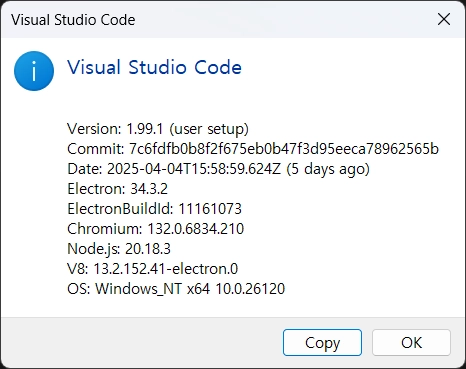 Visual Studio Code
Visual Studio Code
Version: 1.99.1 (user setup)
Commit: 7c6fdfb0b8f2f675eb0b47f3d95eeca78962565b
Date: 2025-04-04T15:58:59.624Z (5 days ago)
Electron: 34.3.2
ElectronBuildId: 11161073
Chromium: 132.0.6834.210
Node.js: 20.18.3
V8: 13.2.152.41-electron.0
OS: Windows_NT x64 10.0.26120
Copy OK